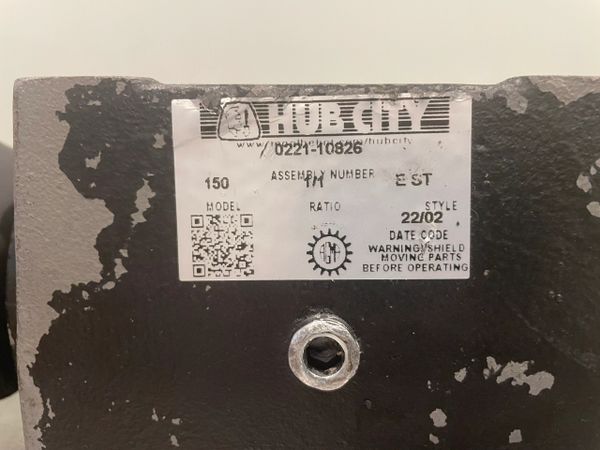 HUB CITY
0221-10826
ASSEMBLY NUMBER
150 1/1 E ST
MODEL RATIO STYLE
22/02
DATE CODE
WARNING/SHIELD
MOVING PARTS
BEFORE OPERATING